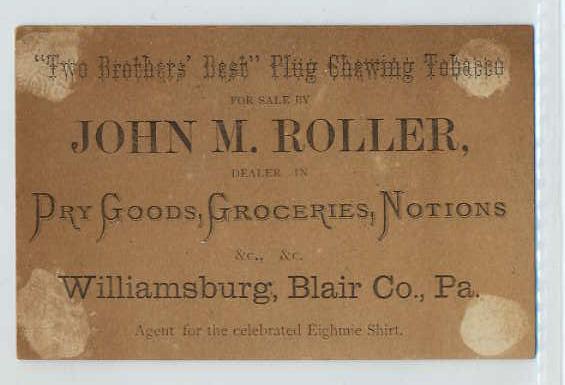 "Two Brothers' Best" Plug Chewing Tobacco
FOR SALE BY
JOHN M. ROLLER,
DEALER IN
DRY GOODS, GROCERIES, NOTIONS
&c., &c.
Williamsburg, Blair Co., Pa.
Agent for the celebrated Eighmie Shirt.